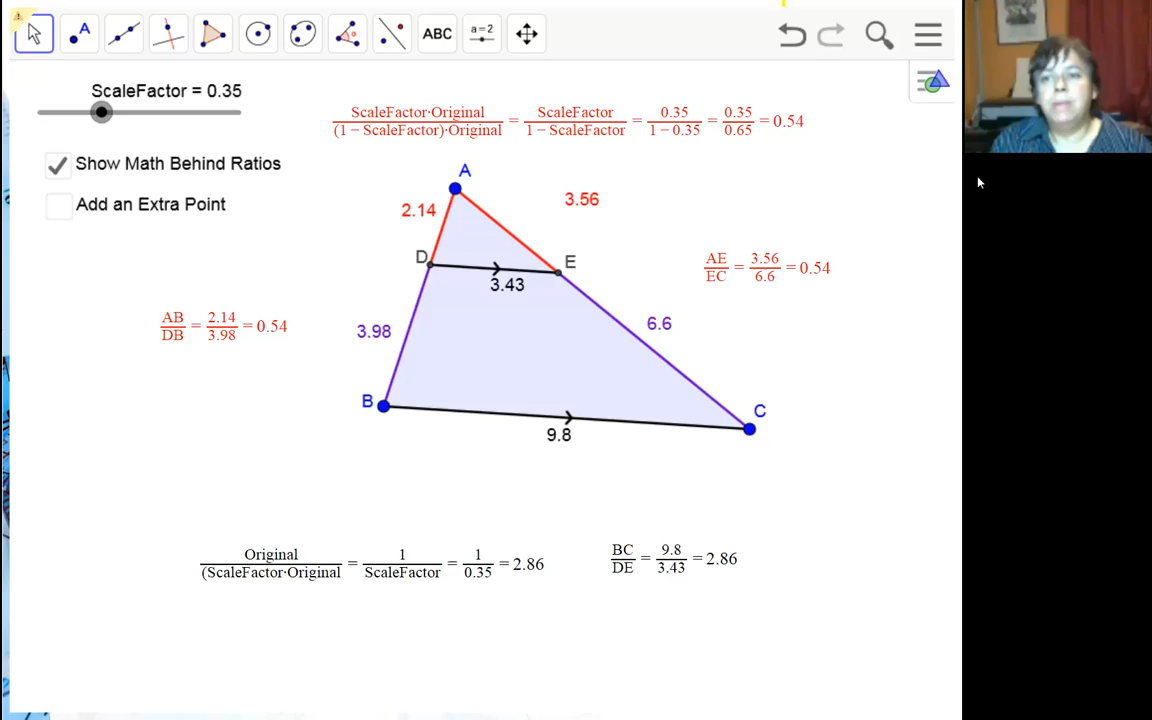 A
ABC
a=2
ScaleFactor = 0.35
ScaleFactor·Original / (1 − ScaleFactor)·Original = ScaleFactor / 1 − ScaleFactor = 0.35 / 1 − 0.35 = 0.35 / 0.65 = 0.54
Show Math Behind Ratios
Add an Extra Point
A
2.14
3.56
D
E
3.43
AE / EC = 3.56 / 6.6 = 0.54
AB / DB = 2.14 / 3.98 = 0.54
3.98
6.6
B
C
9.8
Original / (ScaleFactor·Original = 1 / ScaleFactor = 1 / 0.35 = 2.86
BC / DE = 9.8 / 3.43 = 2.86